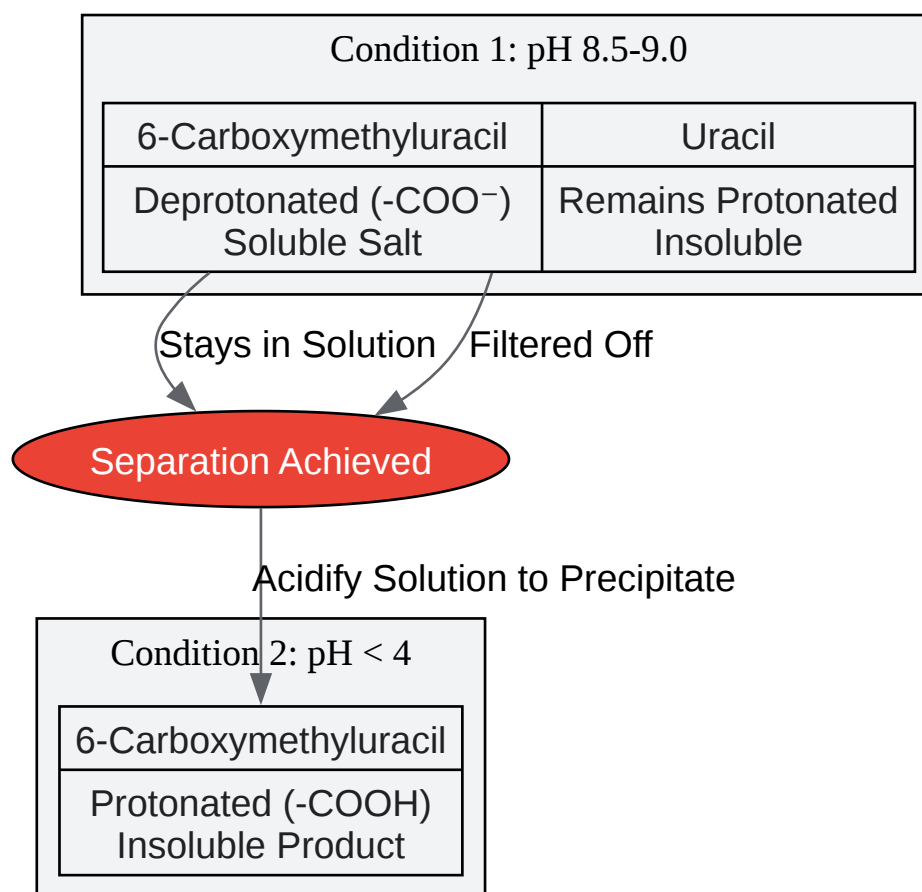 Condition 1: pH 8.5-9.0
6-Carboxymethyluracil
Uracil
Deprotonated (-COO⁻)
Soluble Salt
Remains Protonated
Insoluble
Stays in Solution
Filtered Off
Separation Achieved
Acidify Solution to Precipitate
Condition 2: pH < 4
6-Carboxymethyluracil
Protonated (-COOH)
Insoluble Product